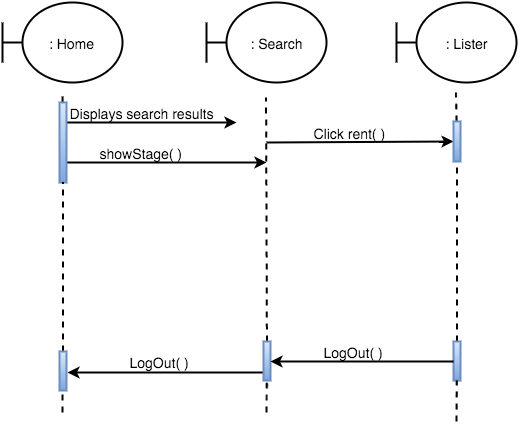 : Home
: Search
: Lister
Displays search results
Click rent( )
showStage( )
LogOut( )
LogOut( )